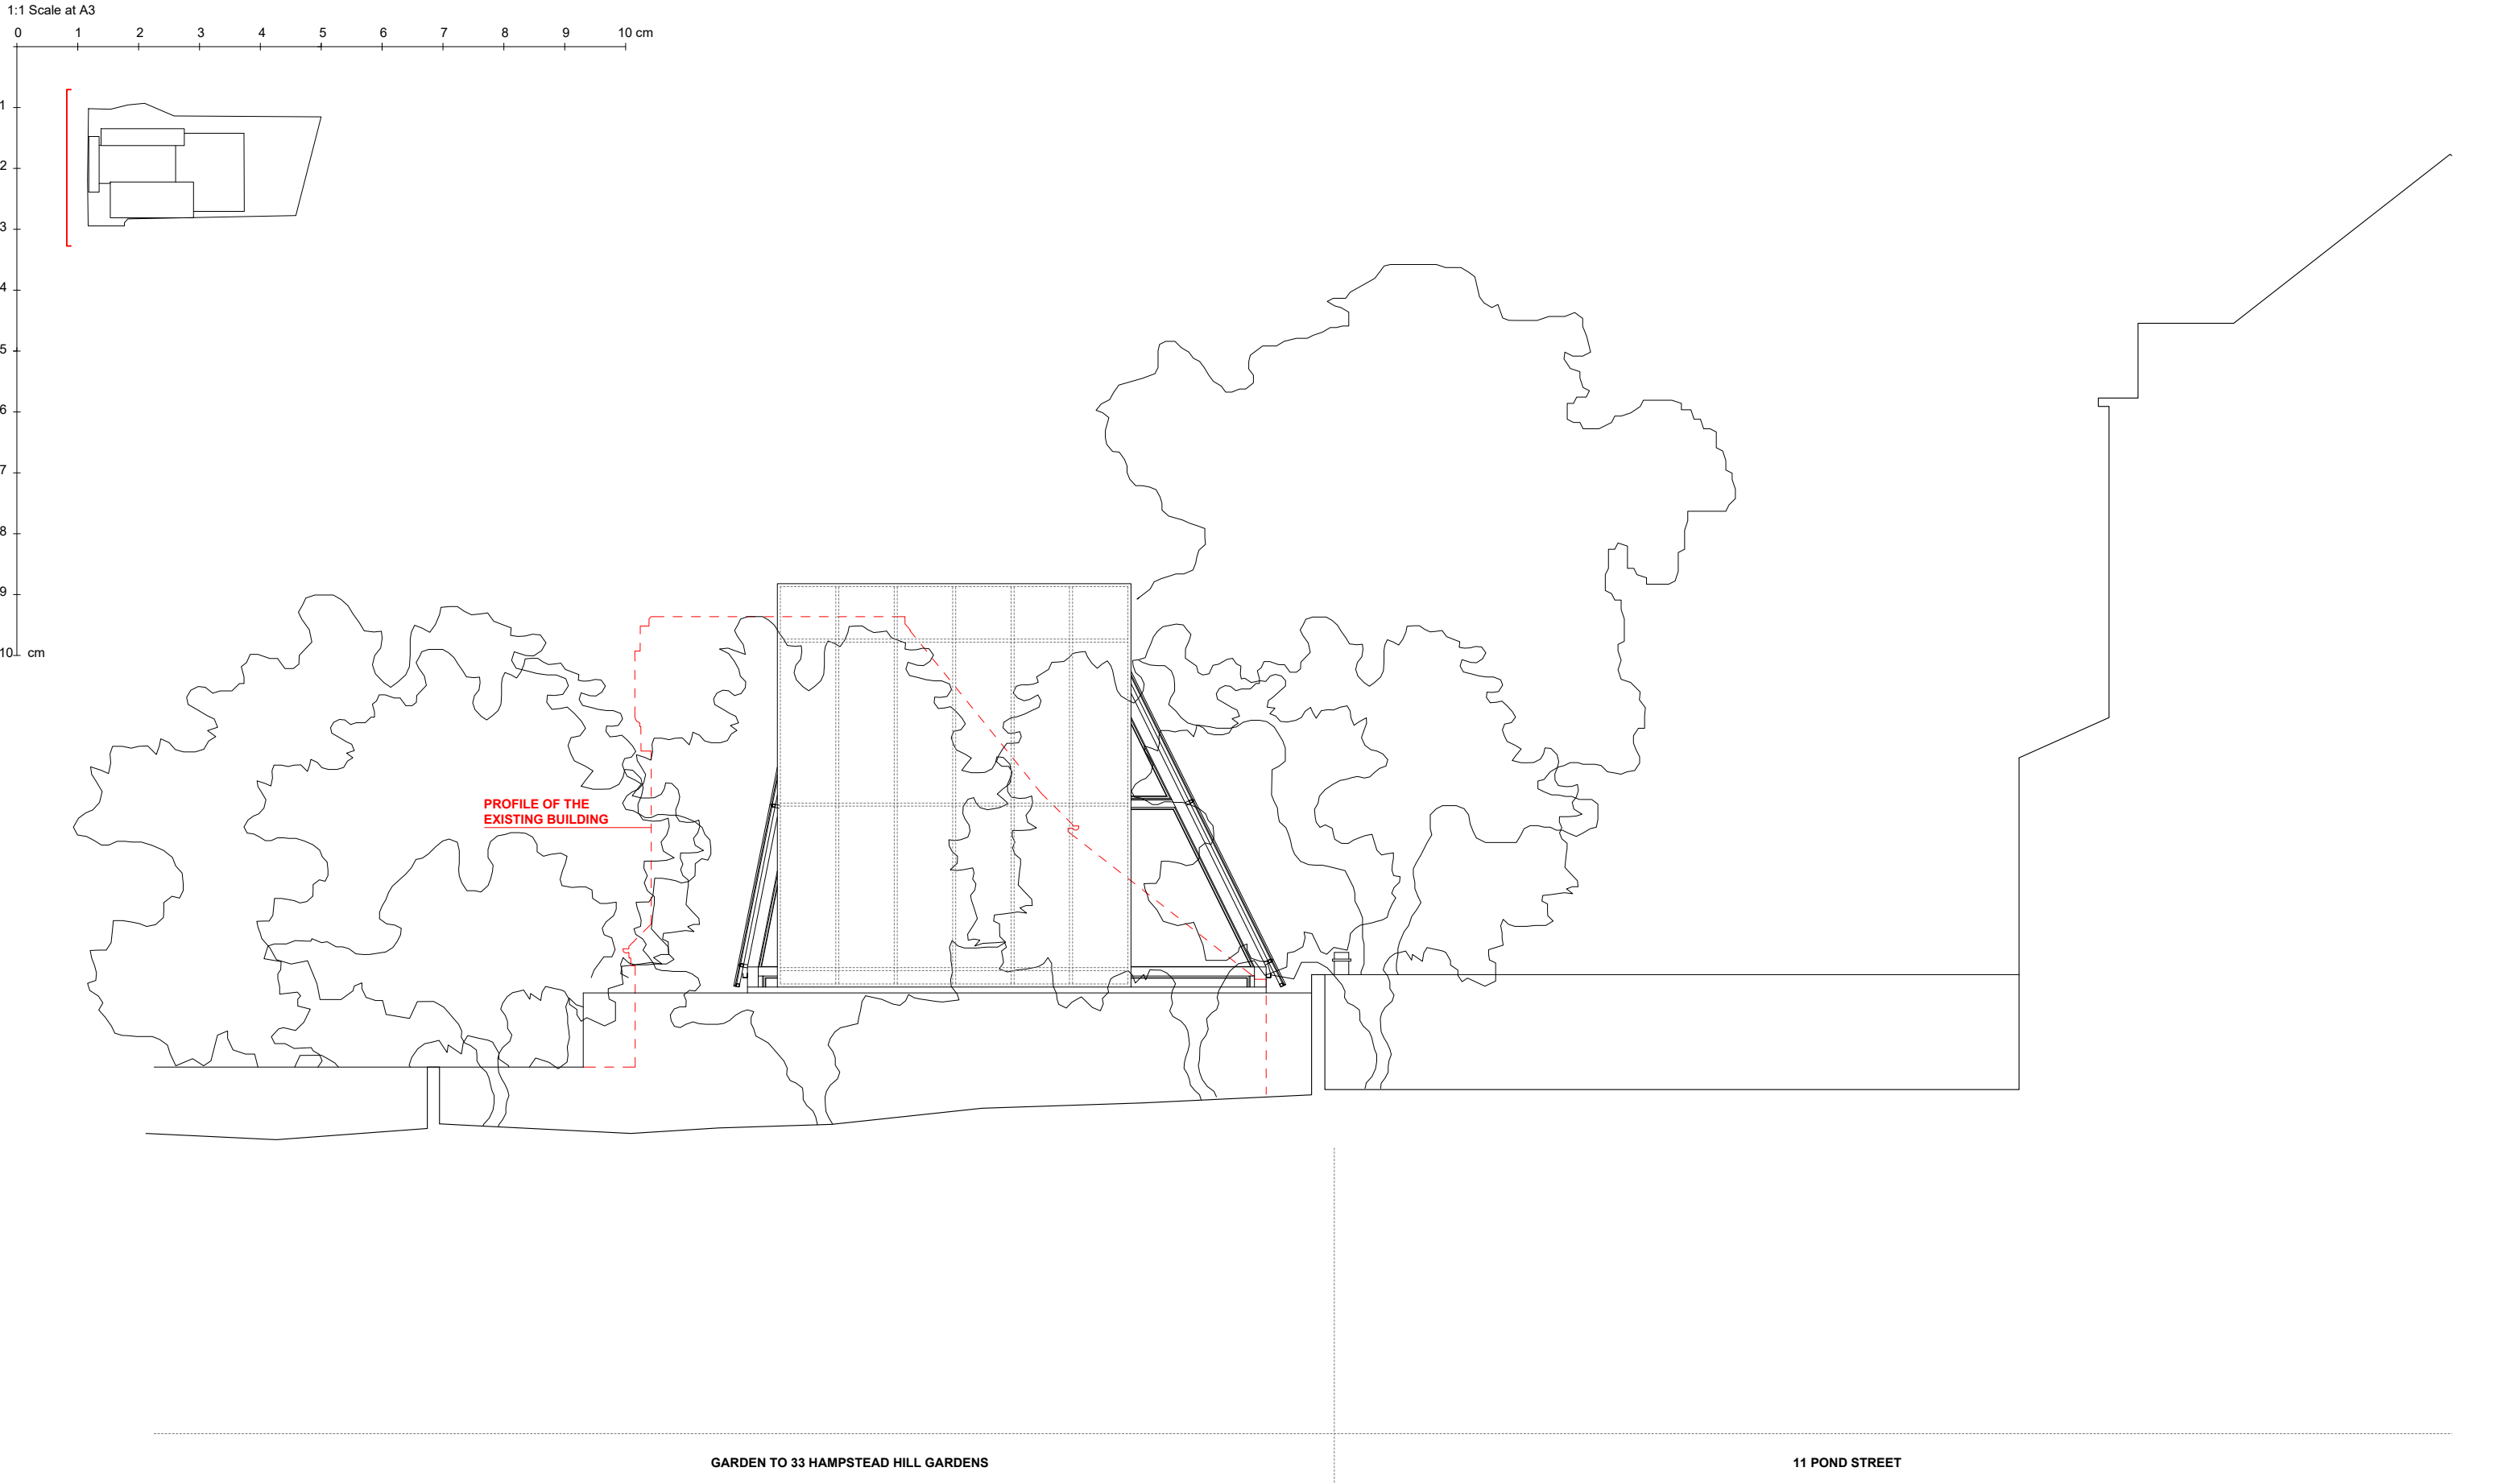 1:1 Scale at A3
0 1 2 3 4 5 6 7 8 9 10 cm
1
2
3
4
5
6
7
8
9
10 cm
PROFILE OF THE
EXISTING BUILDING
GARDEN TO 33 HAMPSTEAD HILL GARDENS
11 POND STREET